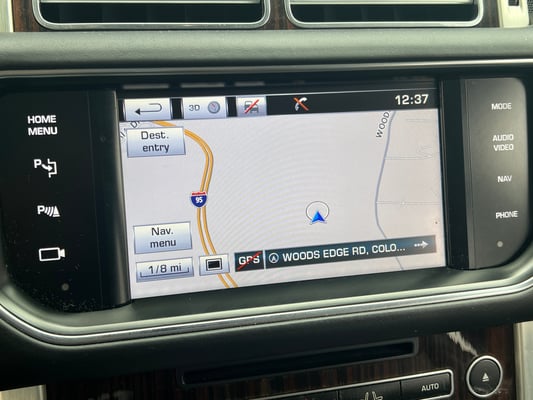 3D
12:37
HOME
MENU
MODE
Dest.
entry
WOOD
AUDIO
VIDEO
P
95
NAV
P
Nav.
menu
PHONE
1/8 mi
GPS
WOODS EDGE RD, COLO...
AUTO